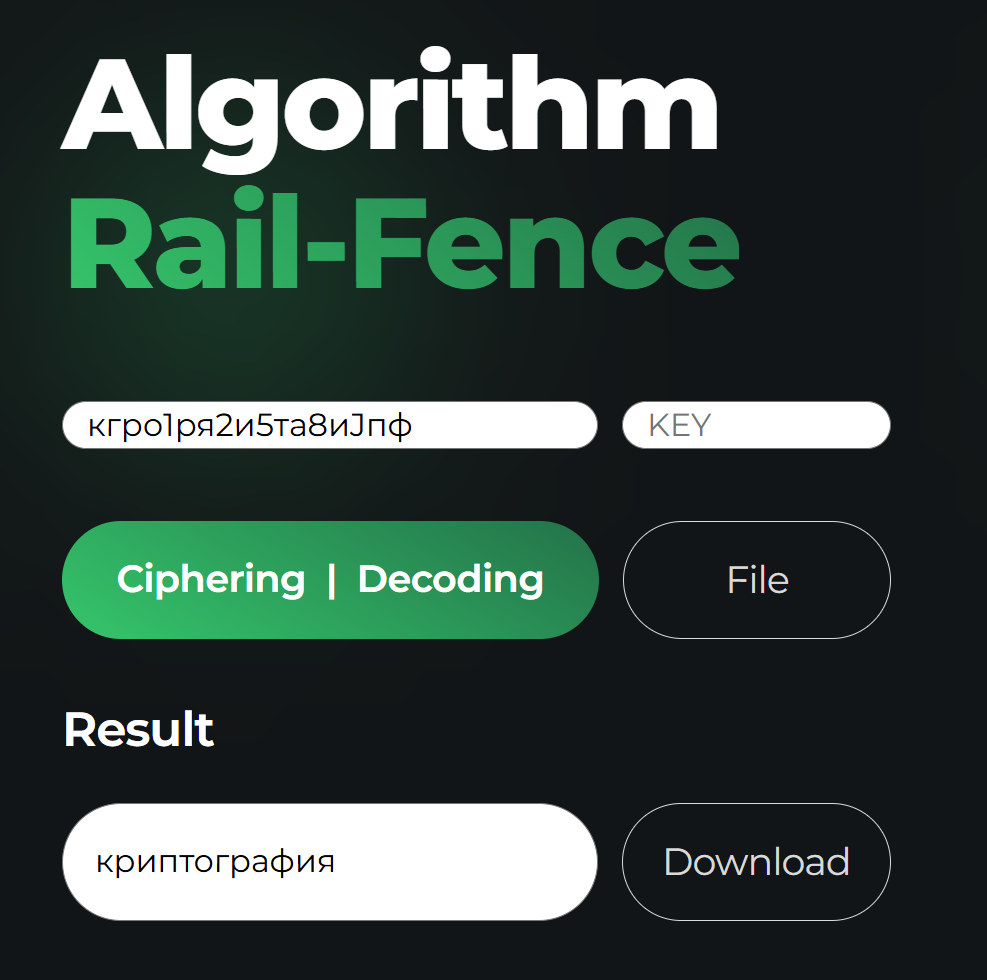 Algorithm
Rail-Fence
кгро1ря2и5та8иJпф KEY
Ciphering | Decoding File
Result
криптография Download